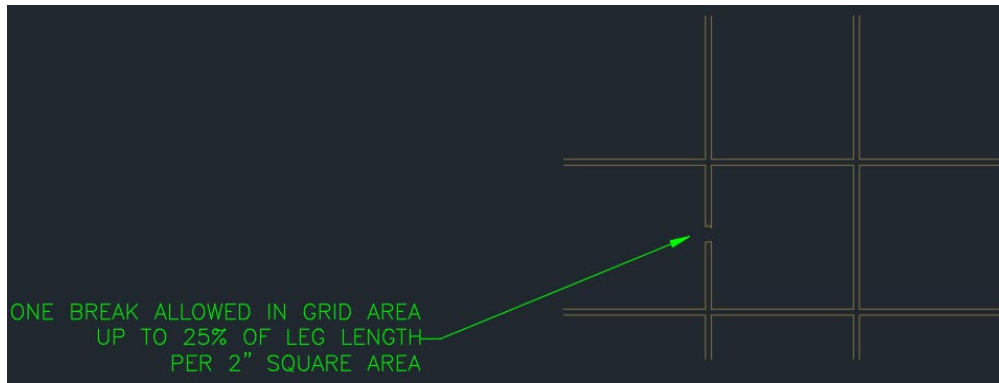 ONE BREAK ALLOWED IN GRID AREA
UP TO 25% OF LEG LENGTH
PER 2" SQUARE AREA